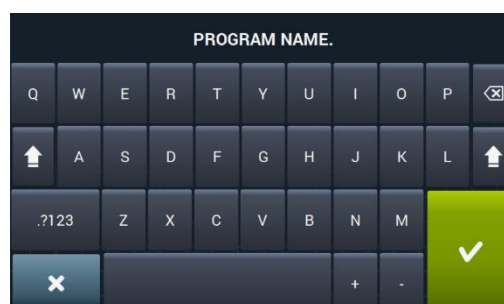 PROGRAM NAME.
Q W E R T Y U I O P
A S D F G H J K L
.?123 Z X C V B N M
+ -